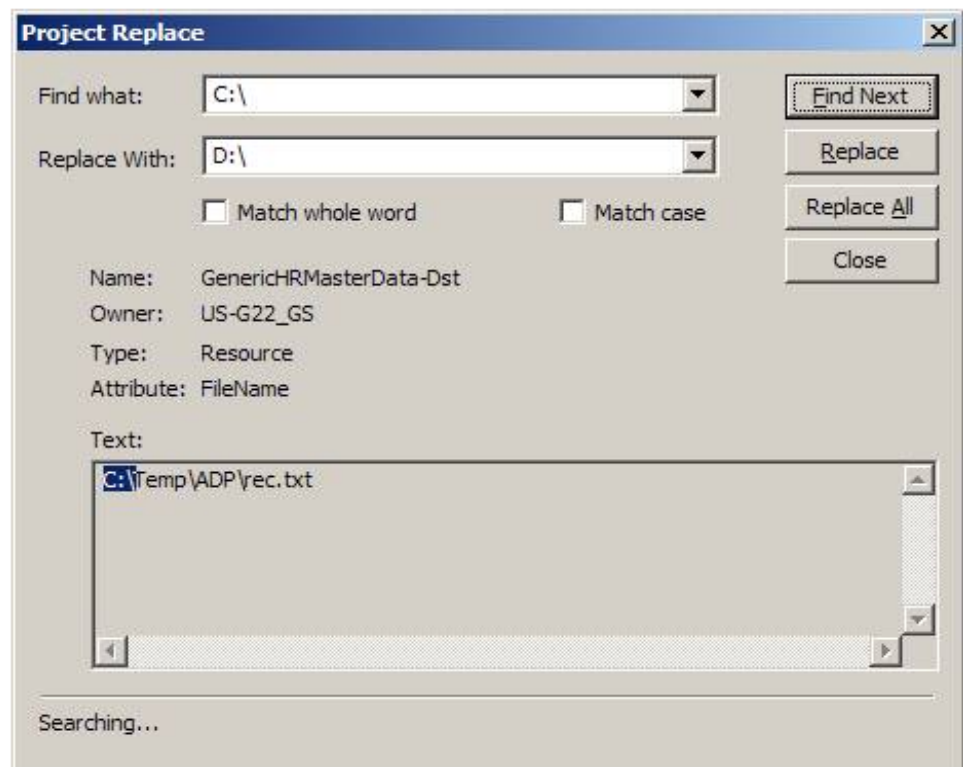 Project Replace
Find what: C:\
Find Next
Replace With: D:\
Replace
Match whole word Match case
Replace All
Close
Name: GenericHRMasterData-Dst
Owner: US-G22_GS
Type: Resource
Attribute: FileName
Text:
C:\Temp\ADP\rec.txt
Searching...